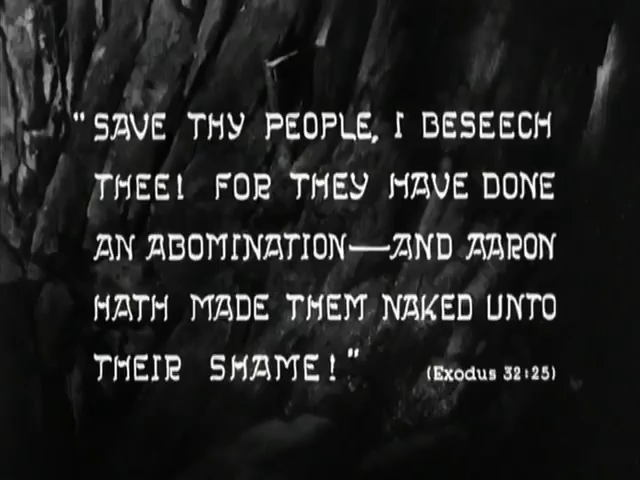 "SAVE THY PEOPLE, I BESEECH
THEE! FOR THEY HAVE DONE
AN ABOMINATION—AND AARON
HATH MADE THEM NAKED UNTO
THEIR SHAME!" (Exodus 32:25)